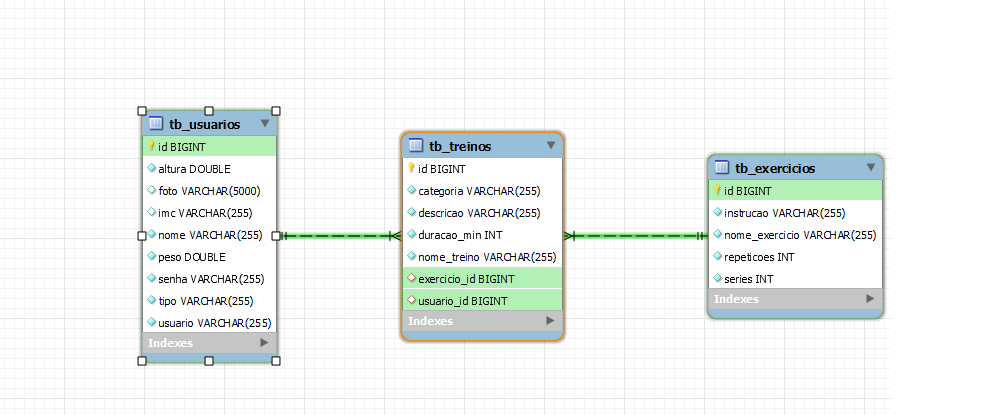 tb_usuarios
id BIGINT
altura DOUBLE
foto VARCHAR(5000)
imc VARCHAR(255)
nome VARCHAR(255)
peso DOUBLE
senha VARCHAR(255)
tipo VARCHAR(255)
usuario VARCHAR(255)
Indexes
tb_treinos
id BIGINT
categoria VARCHAR(255)
descricao VARCHAR(255)
duracao_min INT
nome_treino VARCHAR(255)
exercicio_id BIGINT
usuario_id BIGINT
Indexes
tb_exercicios
id BIGINT
instrucao VARCHAR(255)
nome_exercicio VARCHAR(255)
repeticoes INT
series INT
Indexes